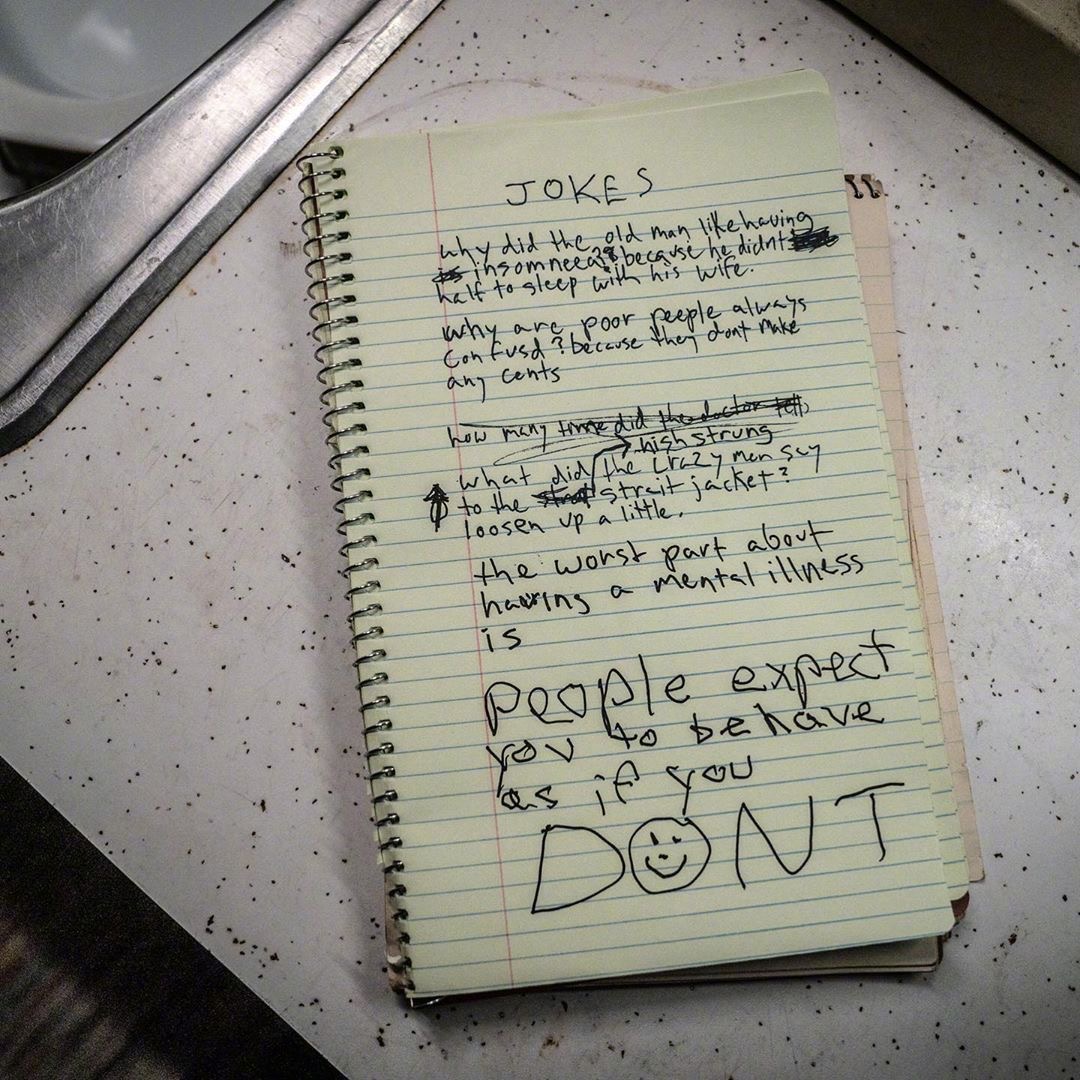 JOKES
why did the old man like having
insomneea? because he didnt
half to sleep with his wife.
why are poor peeple always
confusd? because they dont make
any cents
how many time did the doctor tell
high strung
what did the crazy man say
to the strait jacket?
loosen up a little.
the worst part about
having a mental illness
is
people expect
you to behave
as if you
DONT